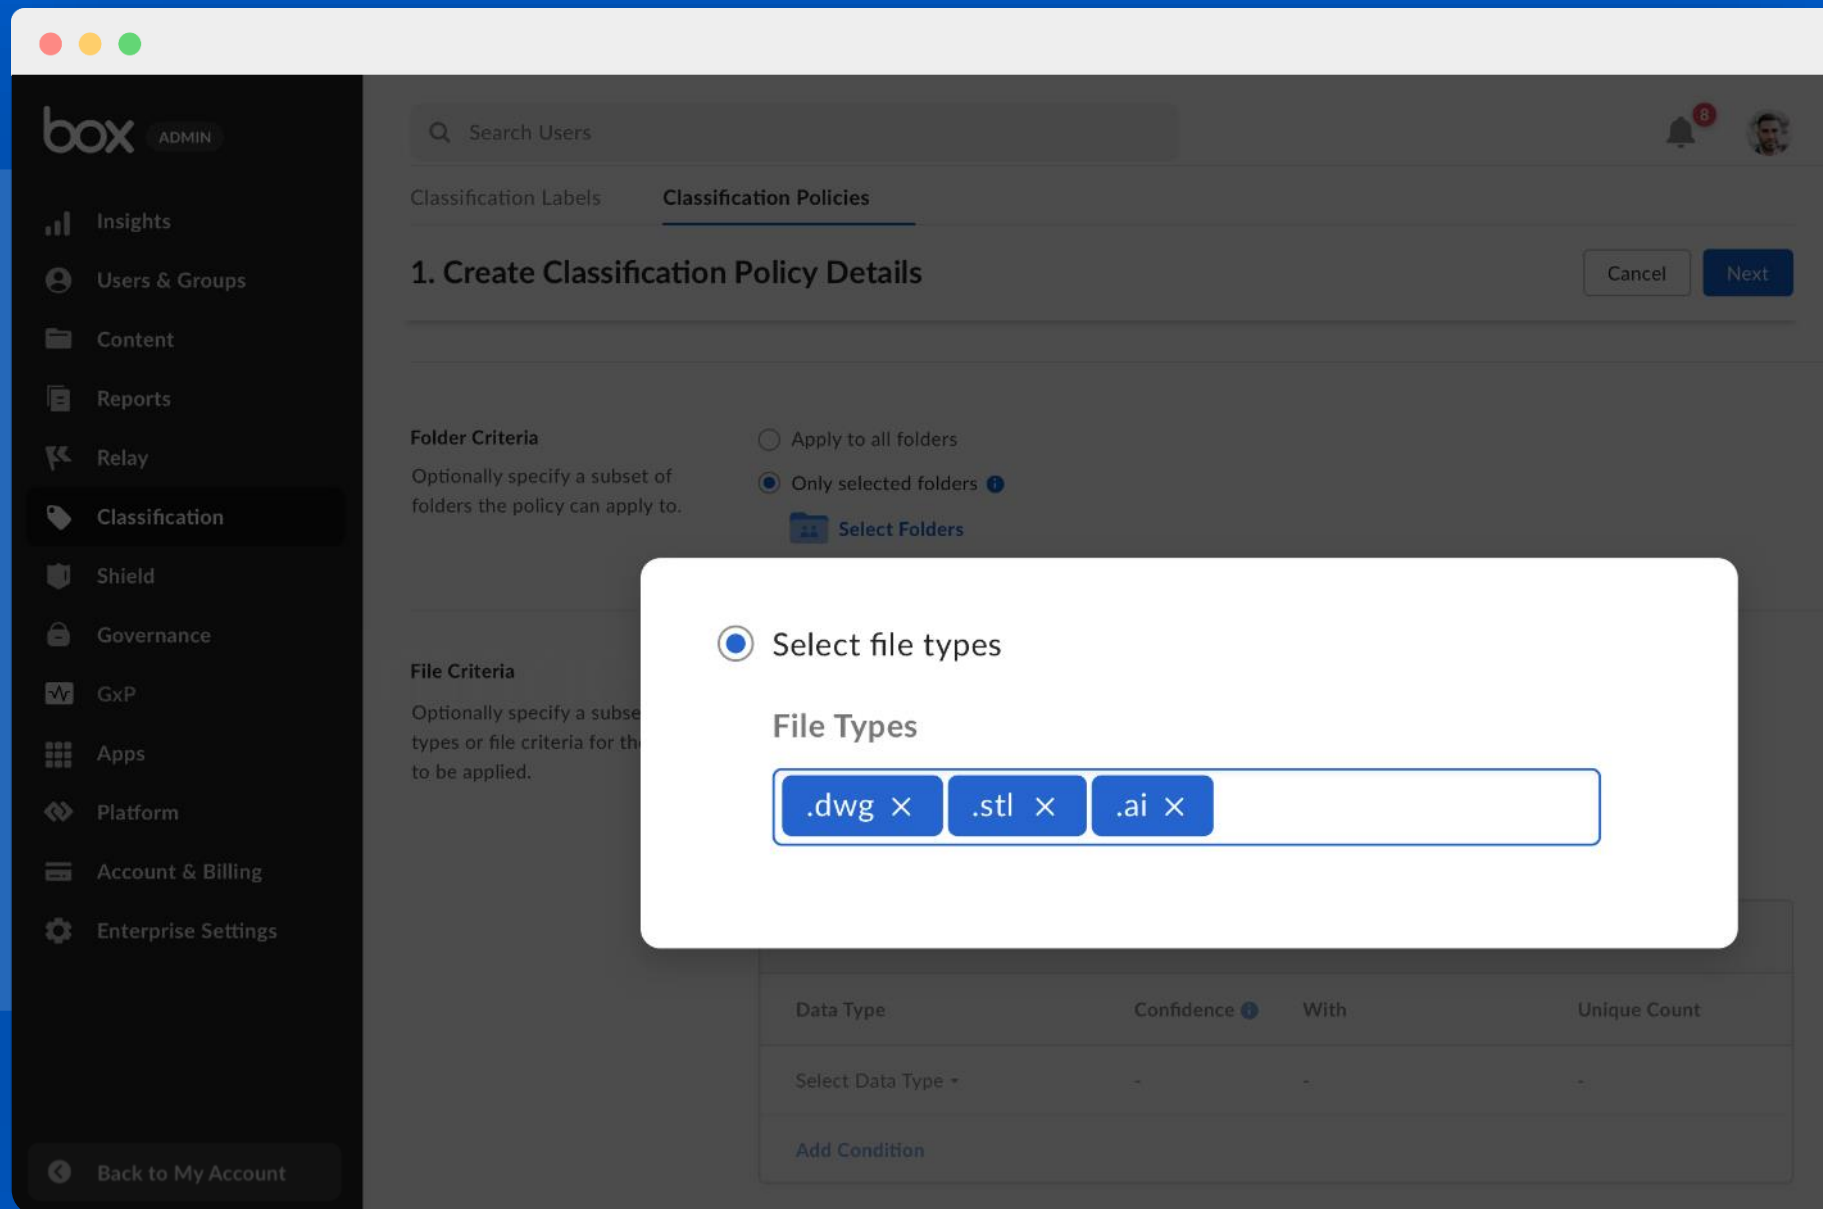 box ADMIN
Search Users
8
Insights
Users & Groups
Content
Reports
Relay
Classification
Shield
Governance
GxP
Apps
Platform
Account & Billing
Enterprise Settings
Back to My Account
Classification Labels
Classification Policies
1. Create Classification Policy Details
Cancel
Next
Folder Criteria
Optionally specify a subset of
folders the policy can apply to.
Apply to all folders
Only selected folders
Select Folders
File Criteria
Optionally specify a subse
types or file criteria for th
to be applied.
Select file types
File Types
.dwg
.stl
.ai
Data Type
Confidence
With
Unique Count
Select Data Type
-
-
-
Add Condition